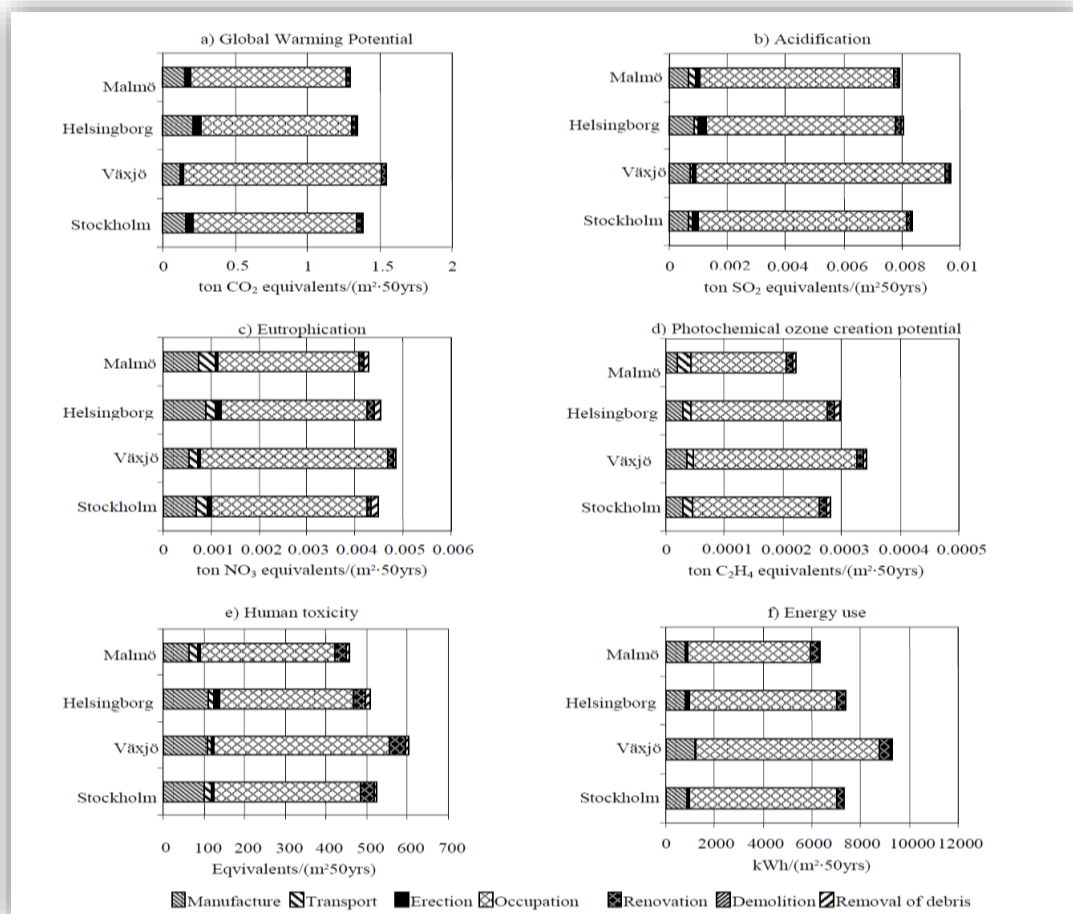 a) Global Warming Potential
Malmö
Helsingborg
Växjö
Stockholm
0 0.5 1 1.5 2
ton CO₂ equivalents/(m²·50yrs)
b) Acidification
Malmö
Helsingborg
Växjö
Stockholm
0 0.002 0.004 0.006 0.008 0.01
ton SO₂ equivalents/(m²50yrs)
c) Eutrophication
Malmö
Helsingborg
Växjö
Stockholm
0 0.001 0.002 0.003 0.004 0.005 0.006
ton NO₃ equivalents/(m²·50yrs)
d) Photochemical ozone creation potential
Malmö
Helsingborg
Växjö
Stockholm
0 0.0001 0.0002 0.0003 0.0004 0.0005
ton C₂H₄ equivalents/(m²·50yrs)
e) Human toxicity
Malmö
Helsingborg
Växjö
Stockholm
0 100 200 300 400 500 600 700
Eqvivalents/(m²50yrs)
f) Energy use
Malmö
Helsingborg
Växjö
Stockholm
0 2000 4000 6000 8000 10000 12000
kWh/(m²·50yrs)
Manufacture Transport Erection Occupation Renovation Demolition Removal of debris